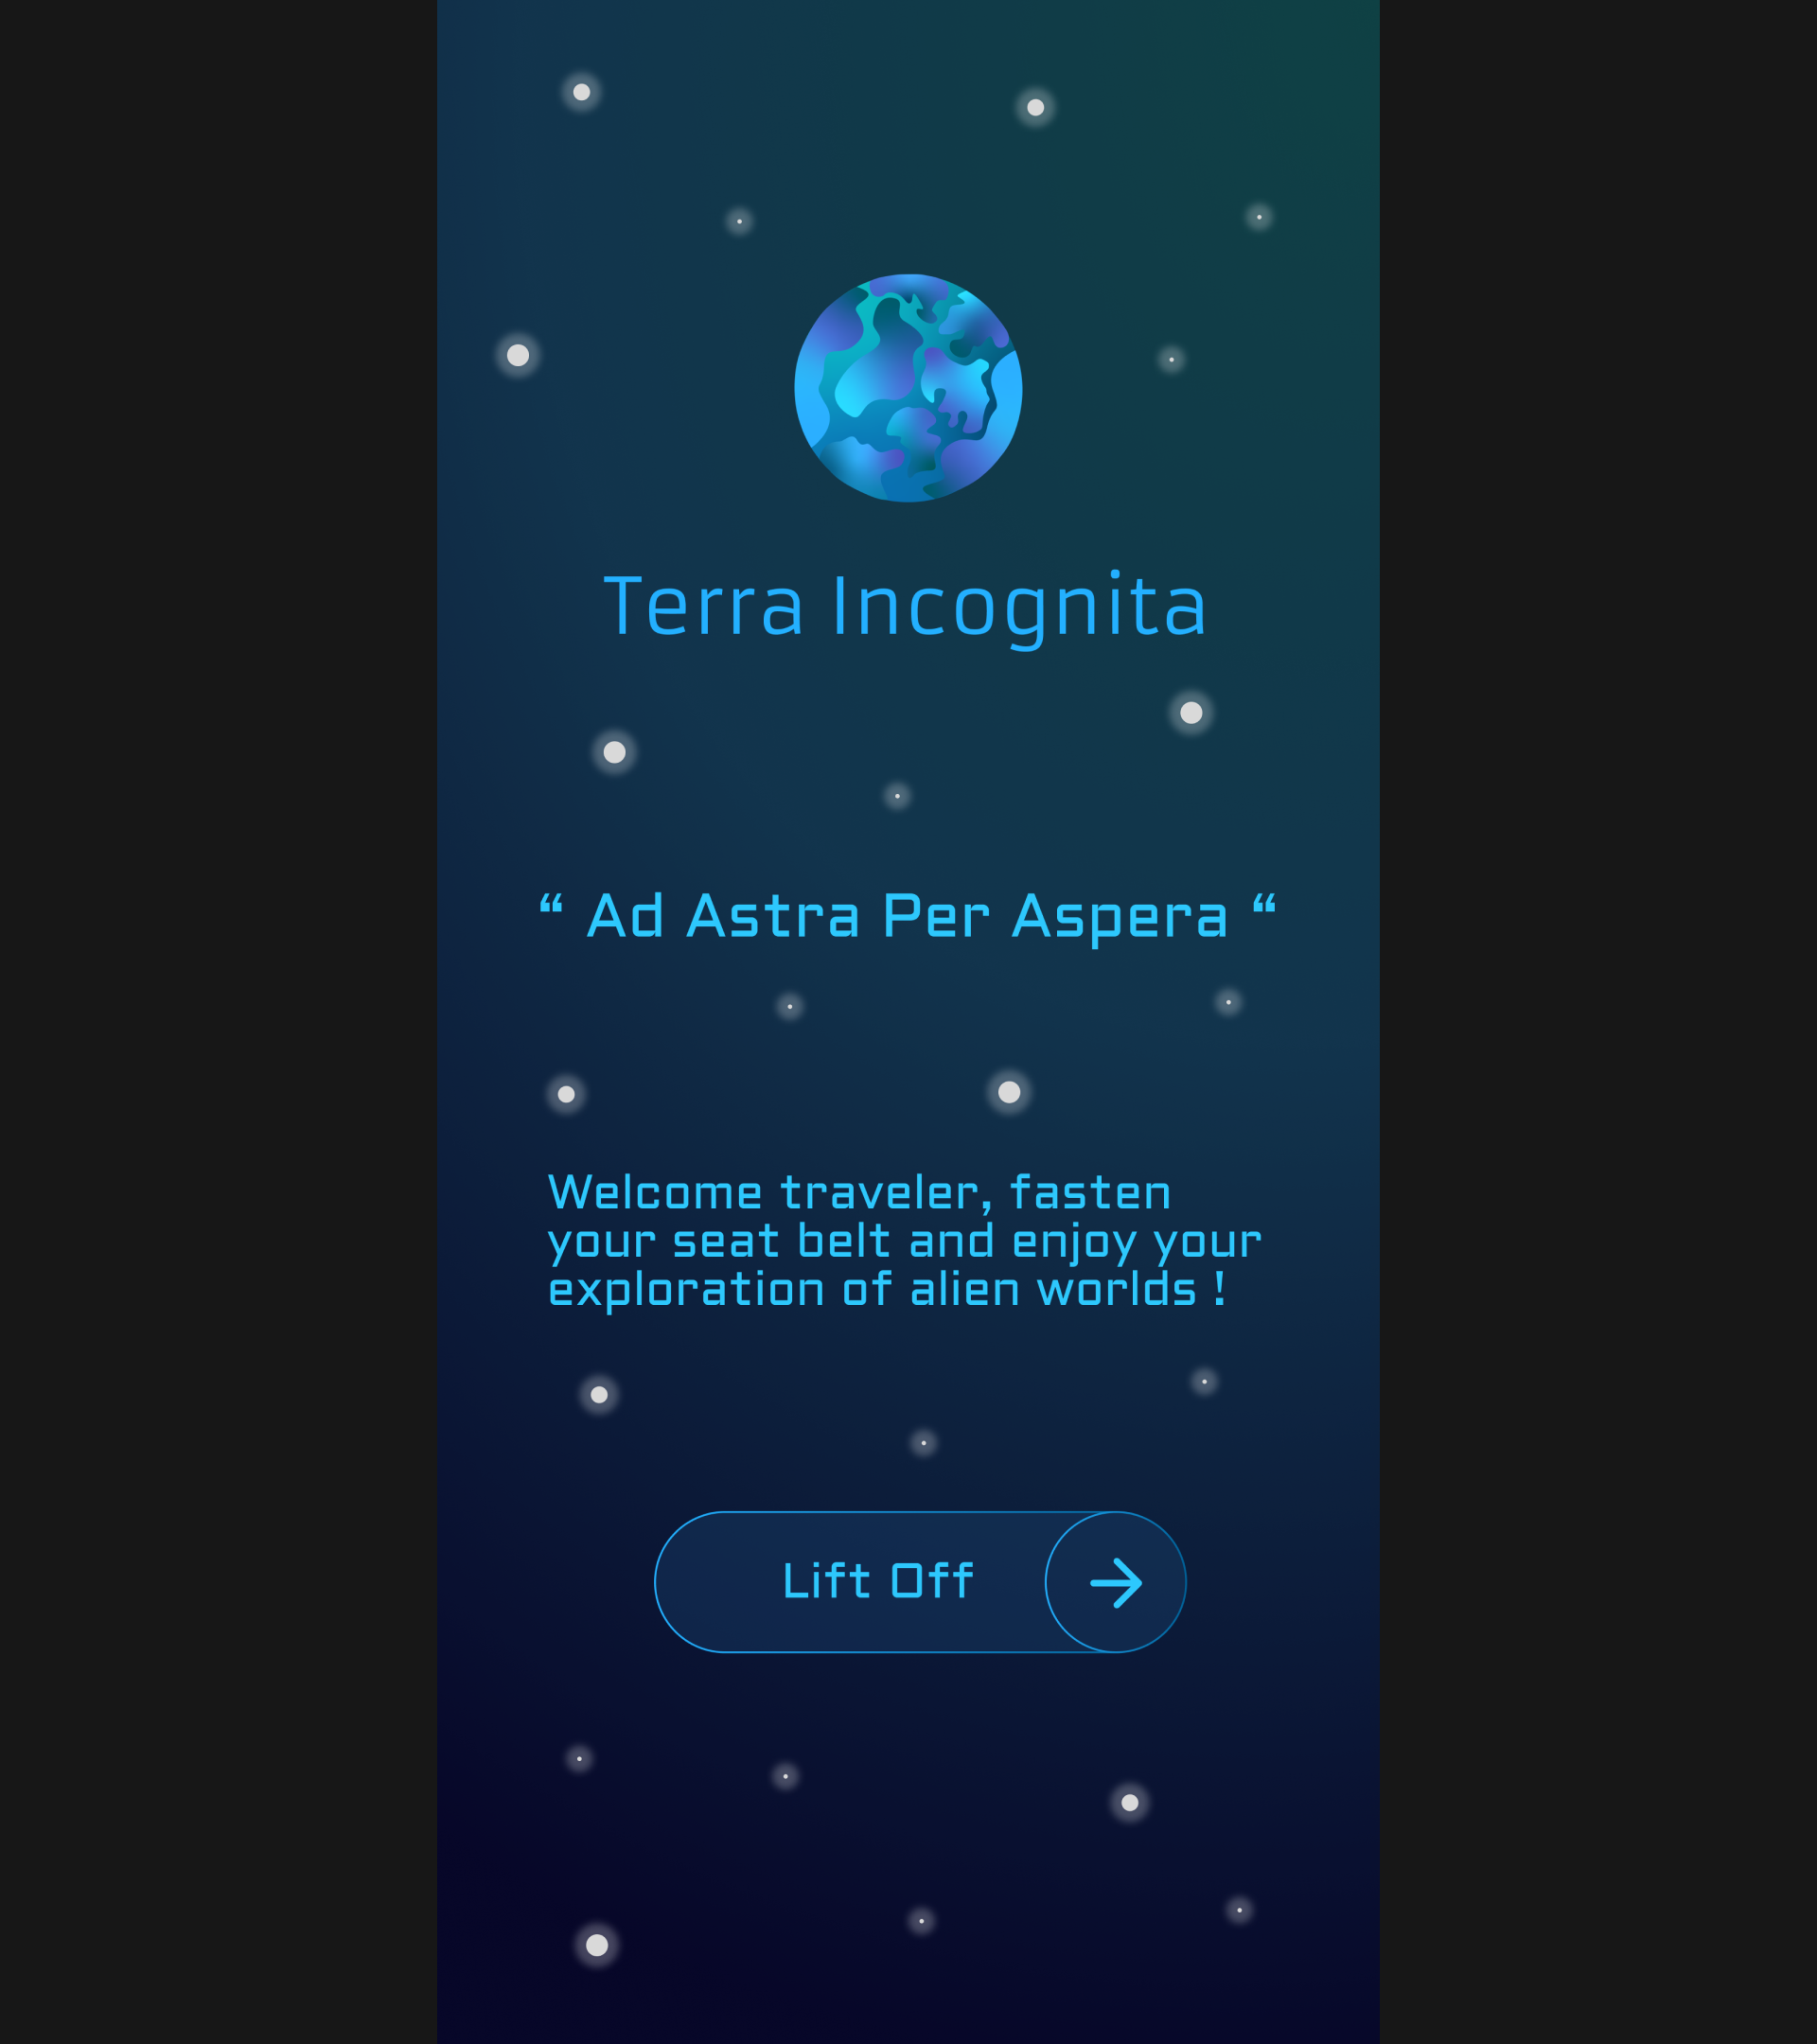 Terra Incognita
“ Ad Astra Per Aspera “
Welcome traveler, fasten
your seat belt and enjoy your
exploration of alien worlds !
Lift Off